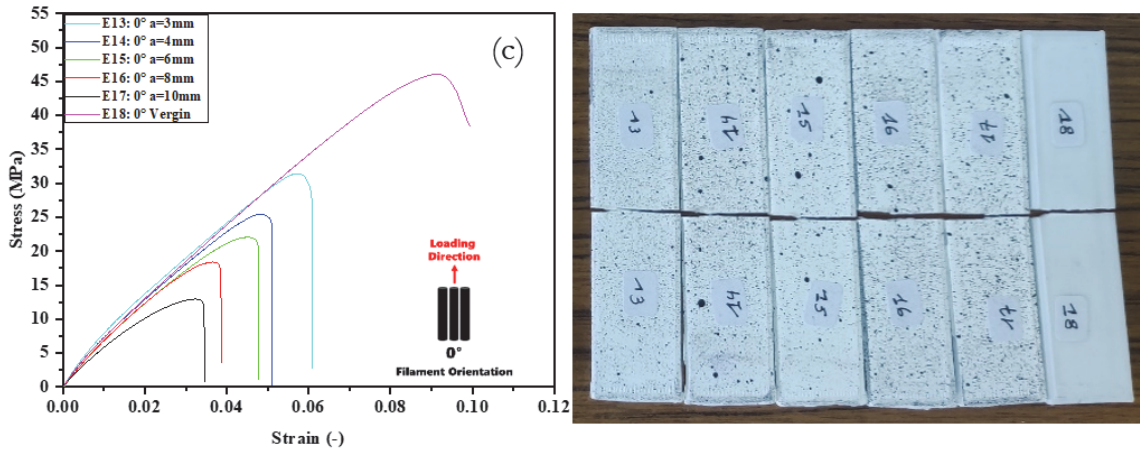 55
50
45
40
35
30
25
20
15
10
5
0
Stress (MPa)
E13: 0° a=3mm
E14: 0° a=4mm
E15: 0° a=6mm
E16: 0° a=8mm
E17: 0° a=10mm
E18: 0° Vergin
(c)
Loading
Direction
0°
Filament Orientation
0.00 0.02 0.04 0.06 0.08 0.10 0.12
Strain (-)
13 14 15 16 17 18
13 14 15 16 17 18